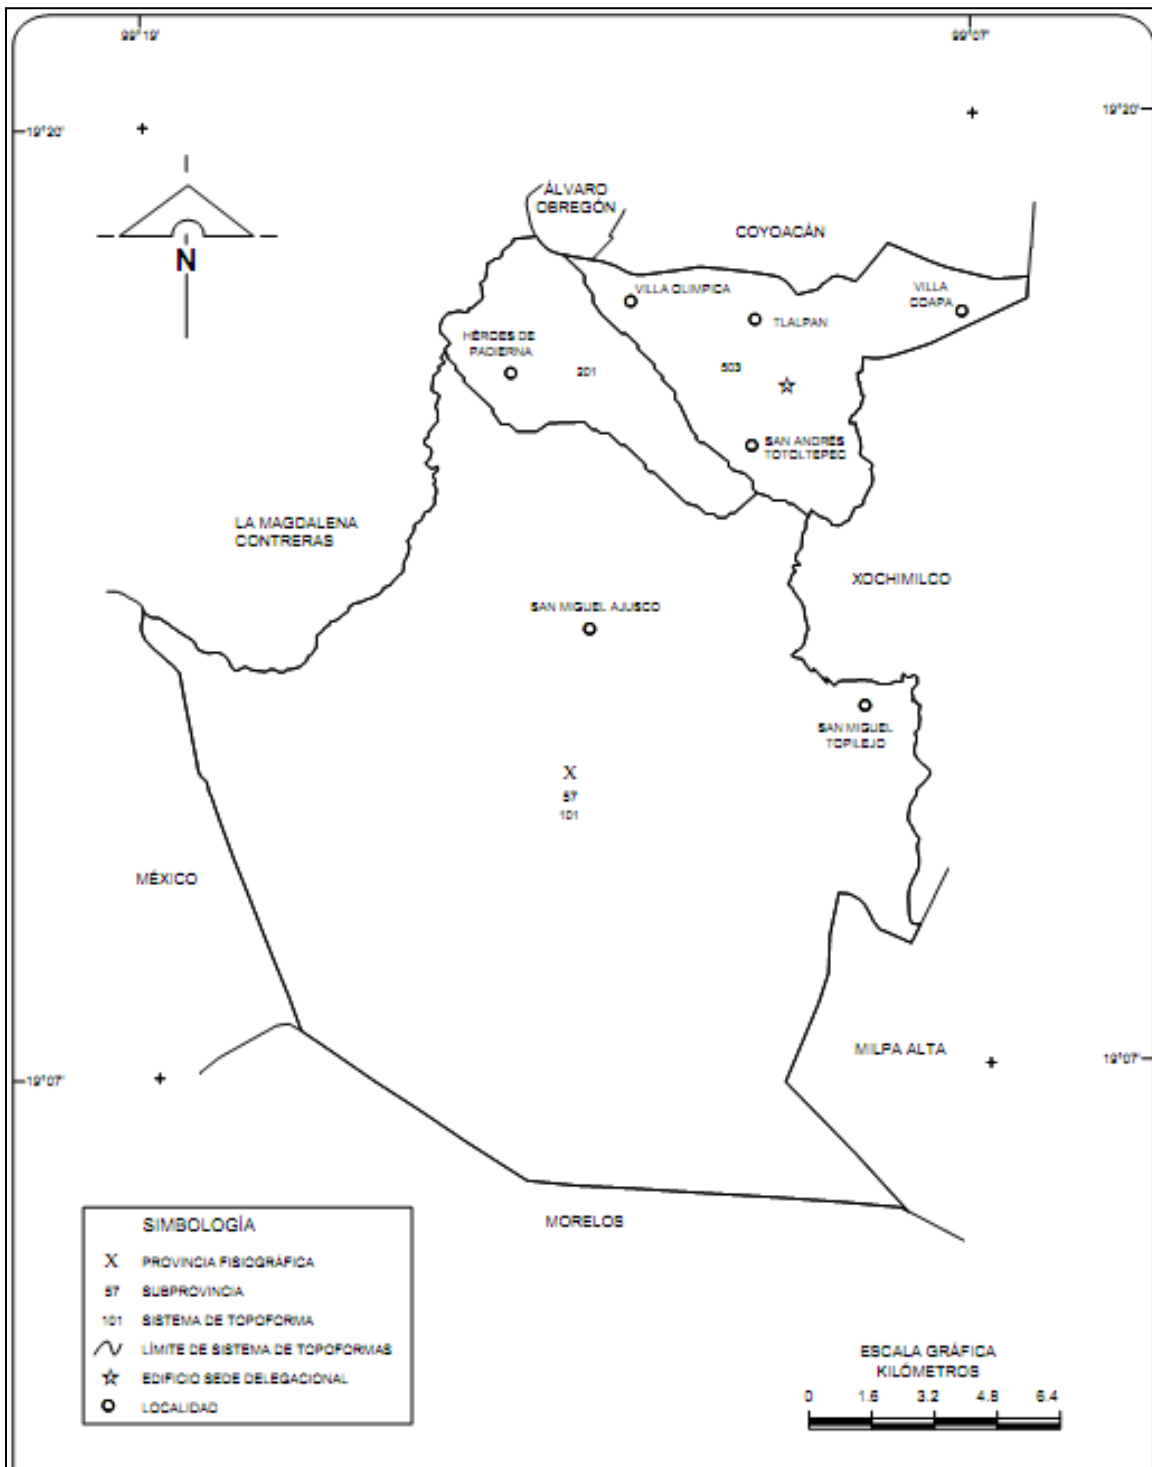 99°19'
99°07'
19°20'
19°20'
N
ÁLVARO
OBREGÓN
COYOACÁN
VILLA OLIMPICA
VILLA
COAPA
TLALPAN
HÉROES DE
PADIERNA
201
503
SAN ANDRÉS
TOTOLTEPEC
LA MAGDALENA
CONTRERAS
XOCHIMILCO
SAN MIGUEL AJUSCO
SAN MIGUEL
TOPILEJO
X
57
101
MÉXICO
MILPA ALTA
19°07'
19°07'
MORELOS
SIMBOLOGÍA
X PROVINCIA FISIOGRÁFICA
57 SUBPROVINCIA
101 SISTEMA DE TOPOFORMA
LÍMITE DE SISTEMA DE TOPOFORMAS
EDIFICIO SEDE DELEGACIONAL
LOCALIDAD
ESCALA GRÁFICA
KILÓMETROS
0 1.6 3.2 4.8 6.4